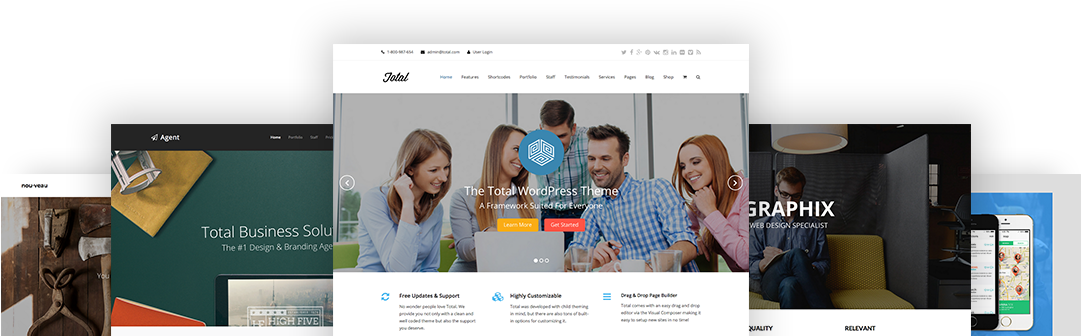 1-800-987-654 admin@total.com User Login
Total
Home Features Shortcodes Portfolio Staff Testimonials Services Pages Blog Shop
The Total WordPress Theme
A Framework Suited For Everyone
Learn More Get Started
Free Updates & Support
No wonder people love Total. We
provide you not only with a clean and
well coded theme but also the support
you deserve.
Highly Customizable
Total was developed with child theming
in mind, but there are also tons of built-
in options for customizing it.
Drag & Drop Page Builder
Total comes with an easy drag and drop
editor via the Visual Composer making it
easy to setup new sites in no time!
Agent
Home Portfolio Staff
Total Business Solu
The #1 Design & Branding Age
HIGH FIVE
nou·veau
You
GRAPHIX
WEB DESIGN SPECIALIST
QUALITY RELEVANT